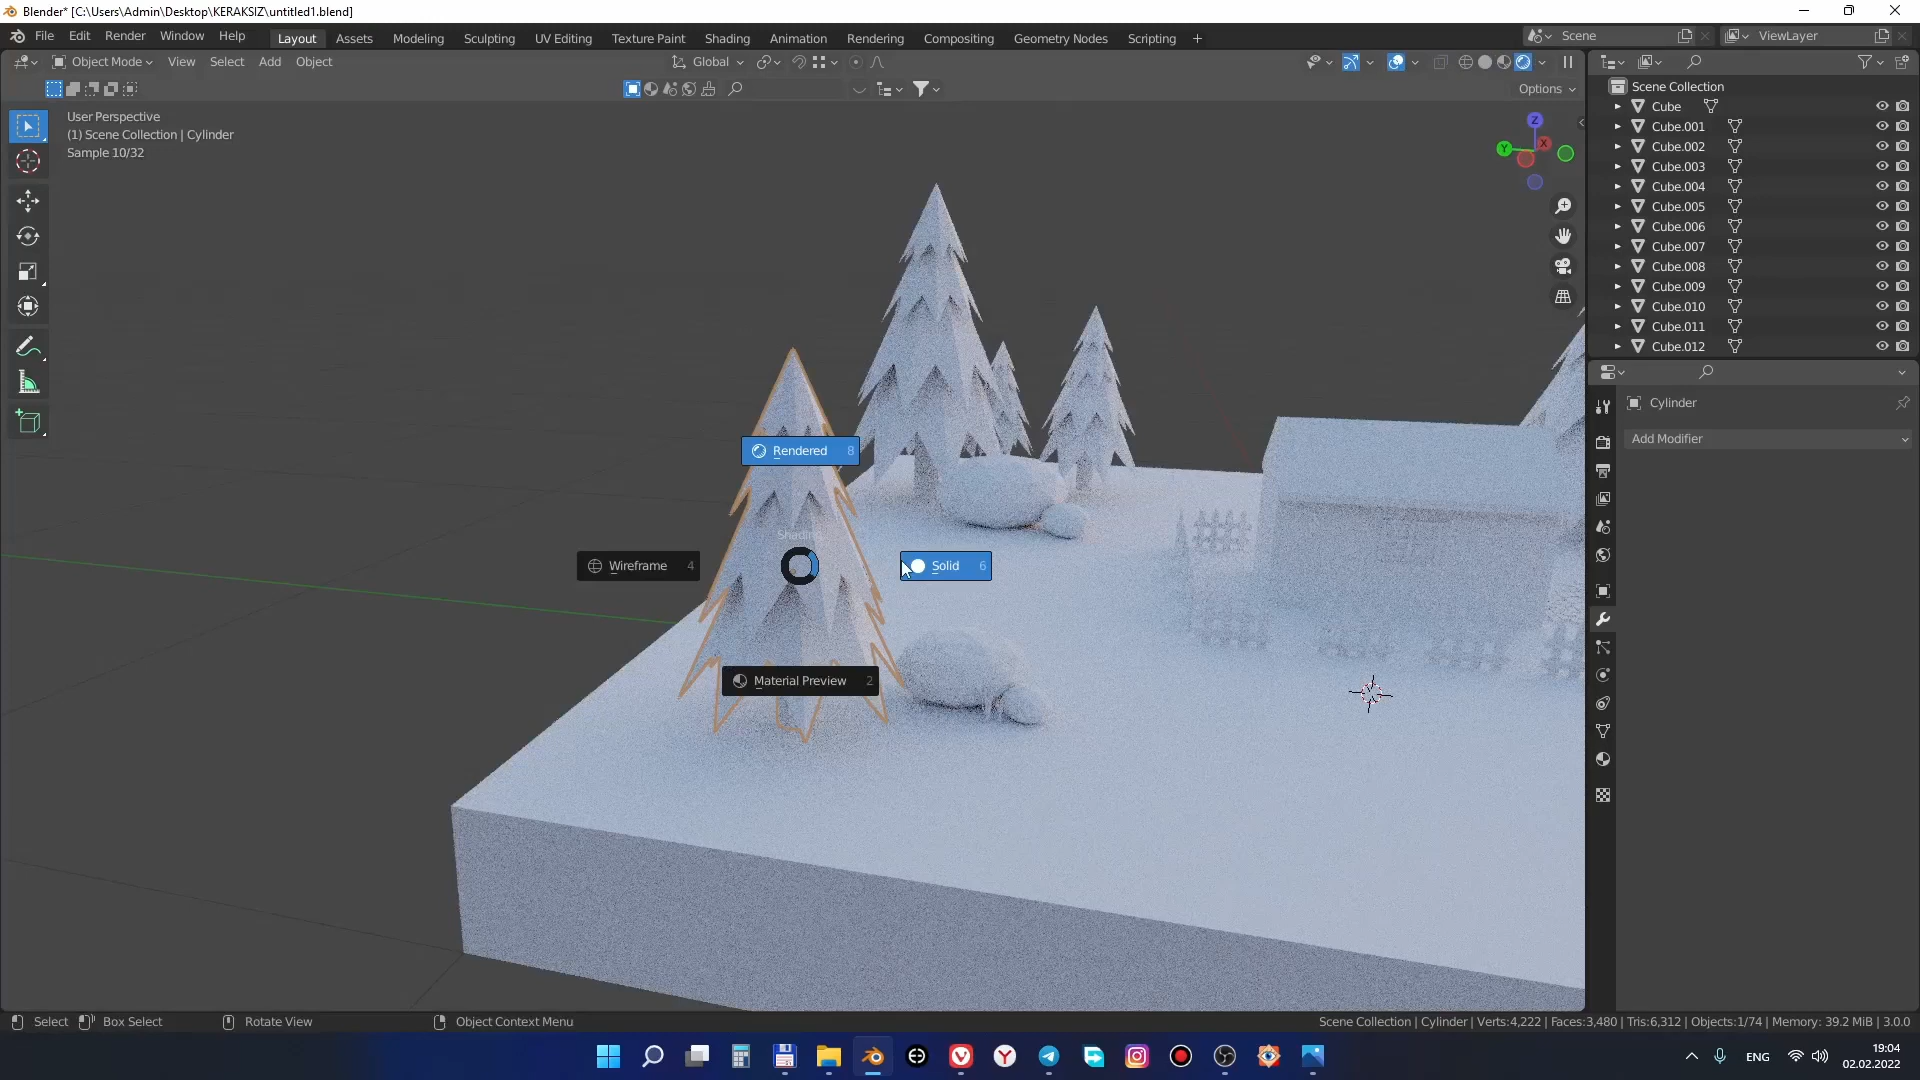 Blender* [C:\Users\Admin\Desktop\KERAKSIZ\untitled1.blend]
File Edit Render Window Help Layout Assets Modeling Sculpting UV Editing Texture Paint Shading Animation Rendering Compositing Geometry Nodes Scripting + Scene ViewLayer
Object Mode View Select Add Object Global
Options
User Perspective
(1) Scene Collection | Cylinder
Sample 10/32
Z
Y
X
Scene Collection
Cube
Cube.001
Cube.002
Cube.003
Cube.004
Cube.005
Cube.006
Cube.007
Cube.008
Cube.009
Cube.010
Cube.011
Cube.012
Cylinder
Add Modifier
Rendered 8
Shading
Wireframe 4
Solid 6
Material Preview 2
Select Box Select Rotate View Object Context Menu
Scene Collection | Cylinder | Verts:4,222 | Faces:3,480 | Tris:6,312 | Objects:1/74 | Memory: 39.2 MiB | 3.0.0
ENG
19:04
02.02.2022